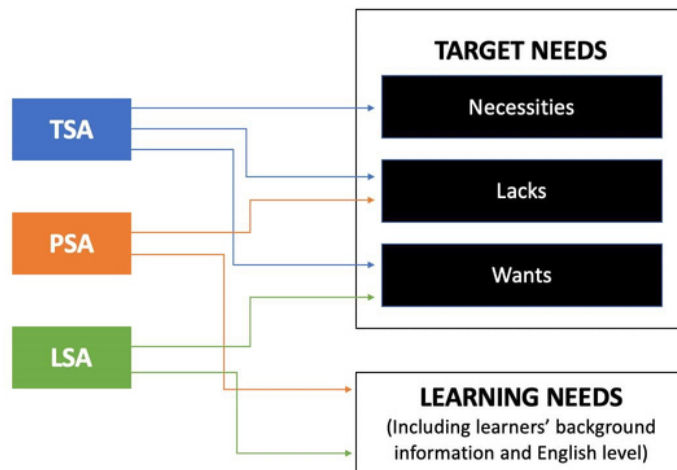 TARGET NEEDS
Necessities
TSA
Lacks
PSA
Wants
LSA
LEARNING NEEDS
(Including learners’ background
information and English level)